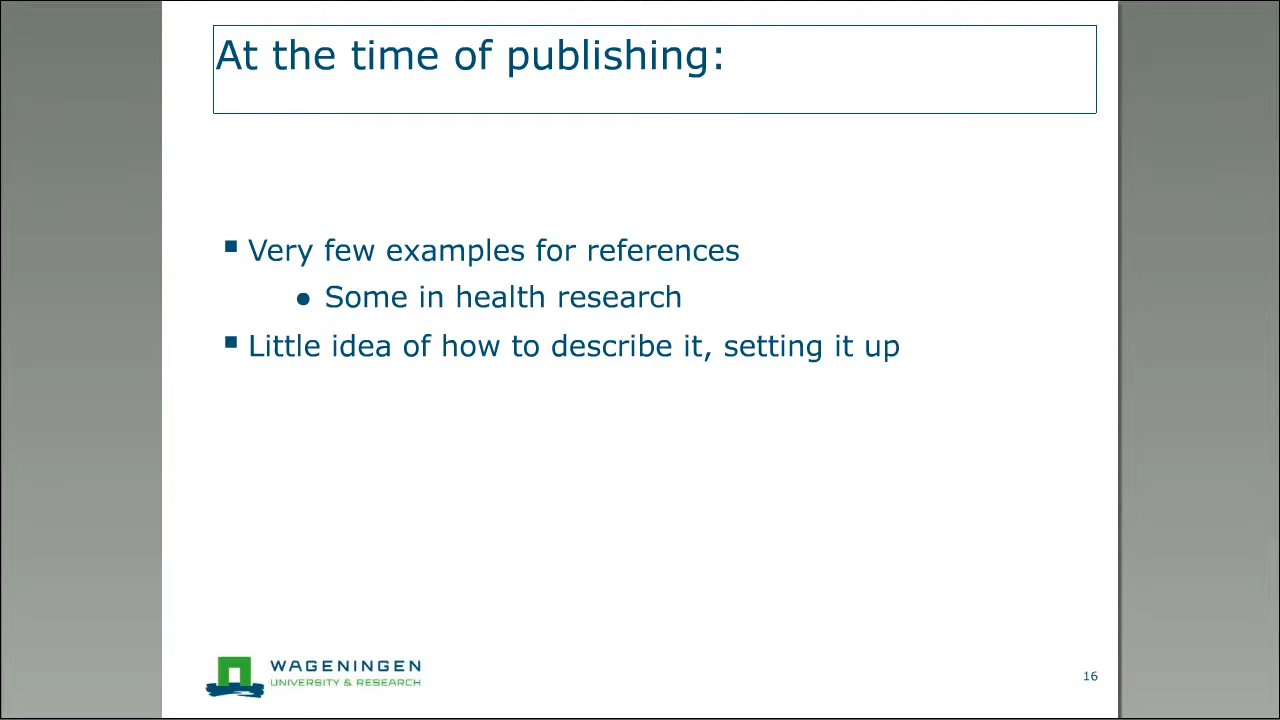 At the time of publishing:
▪ Very few examples for references
● Some in health research
▪ Little idea of how to describe it, setting it up
WAGENINGEN
UNIVERSITY & RESEARCH
16